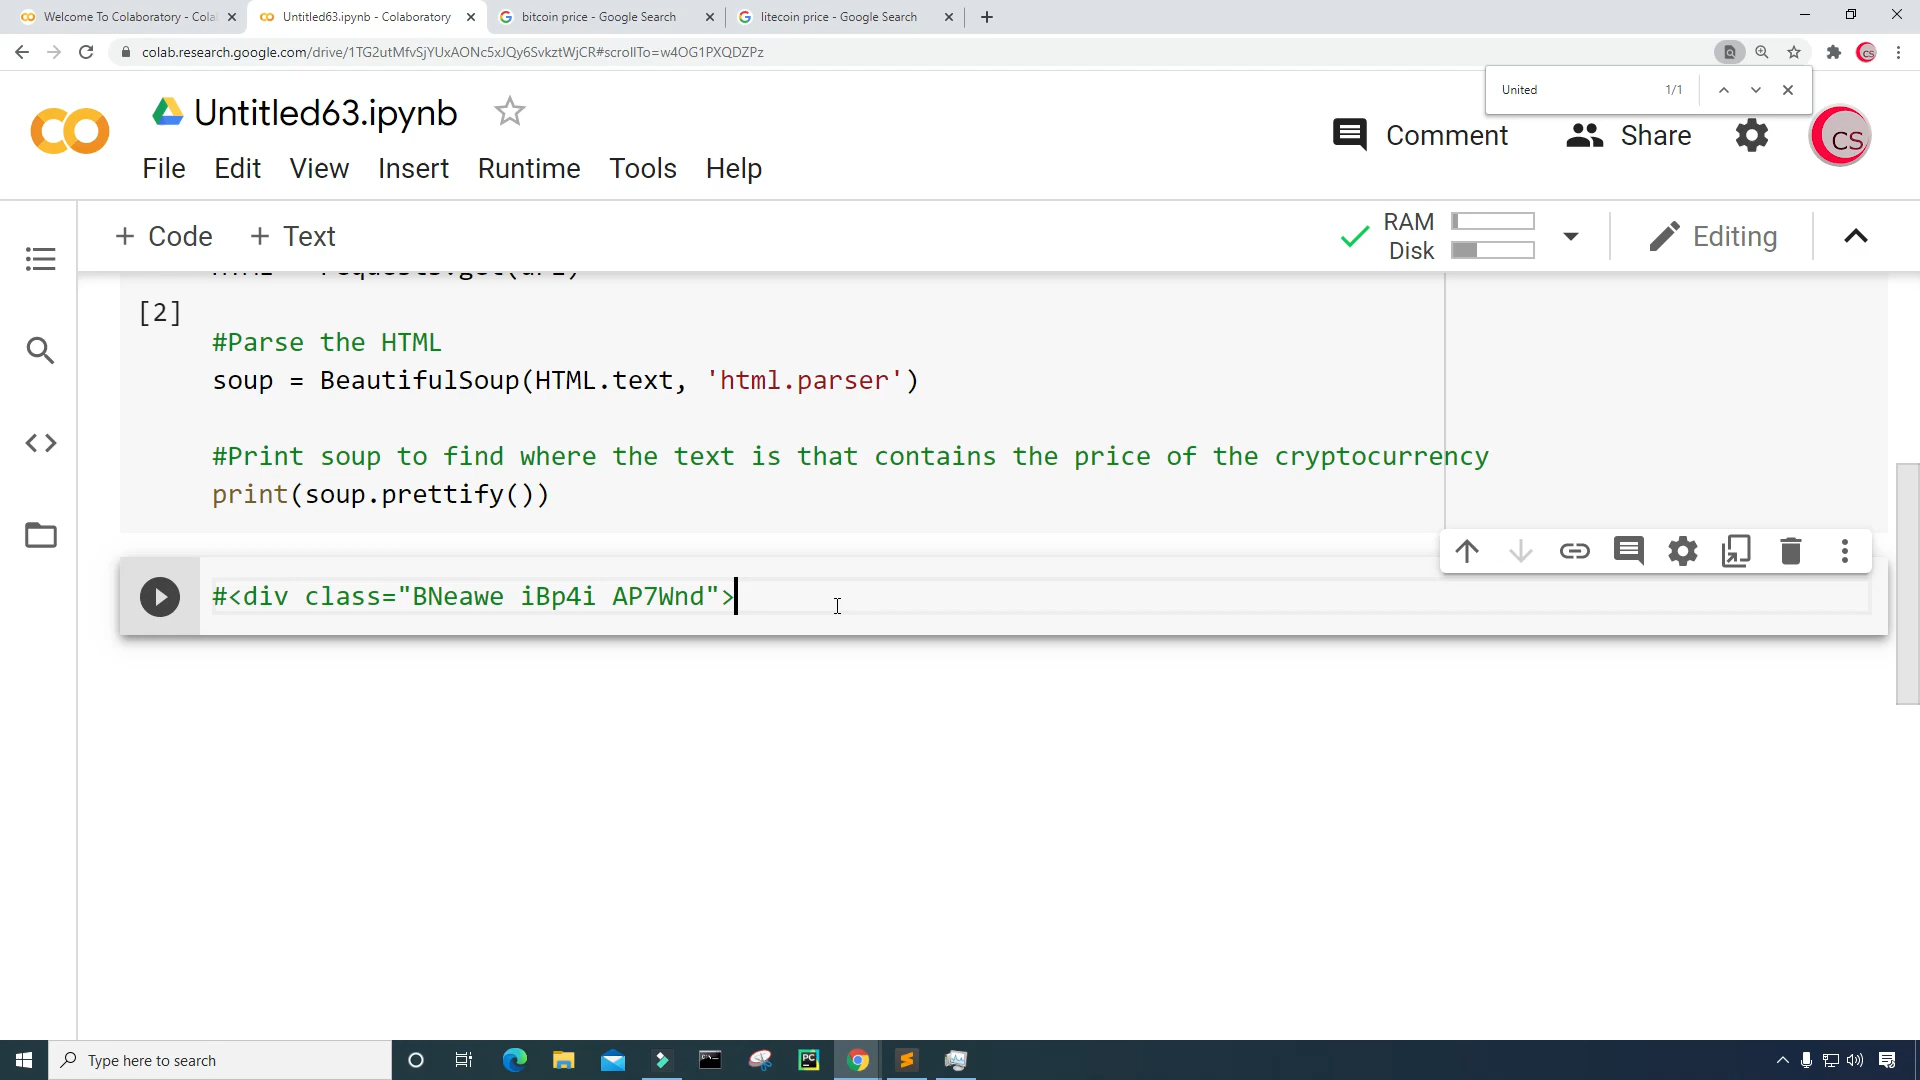 Welcome To Colaboratory - Cola
Untitled63.ipynb - Colaboratory
bitcoin price - Google Search
litecoin price - Google Search
colab.research.google.com/drive/1TG2utMfvSjYUxAONc5xJQy6SvkztWjCR#scrollTo=w4OG1PXQDZPz
United 1/1
Untitled63.ipynb
Comment Share CS
File Edit View Insert Runtime Tools Help
+ Code + Text
RAM
Disk
Editing
HTML = requests.get(url)
[2]
#Parse the HTML
soup = BeautifulSoup(HTML.text, 'html.parser')
#Print soup to find where the text is that contains the price of the cryptocurrency
print(soup.prettify())
#<div class="BNeawe iBp4i AP7Wnd">
Type here to search